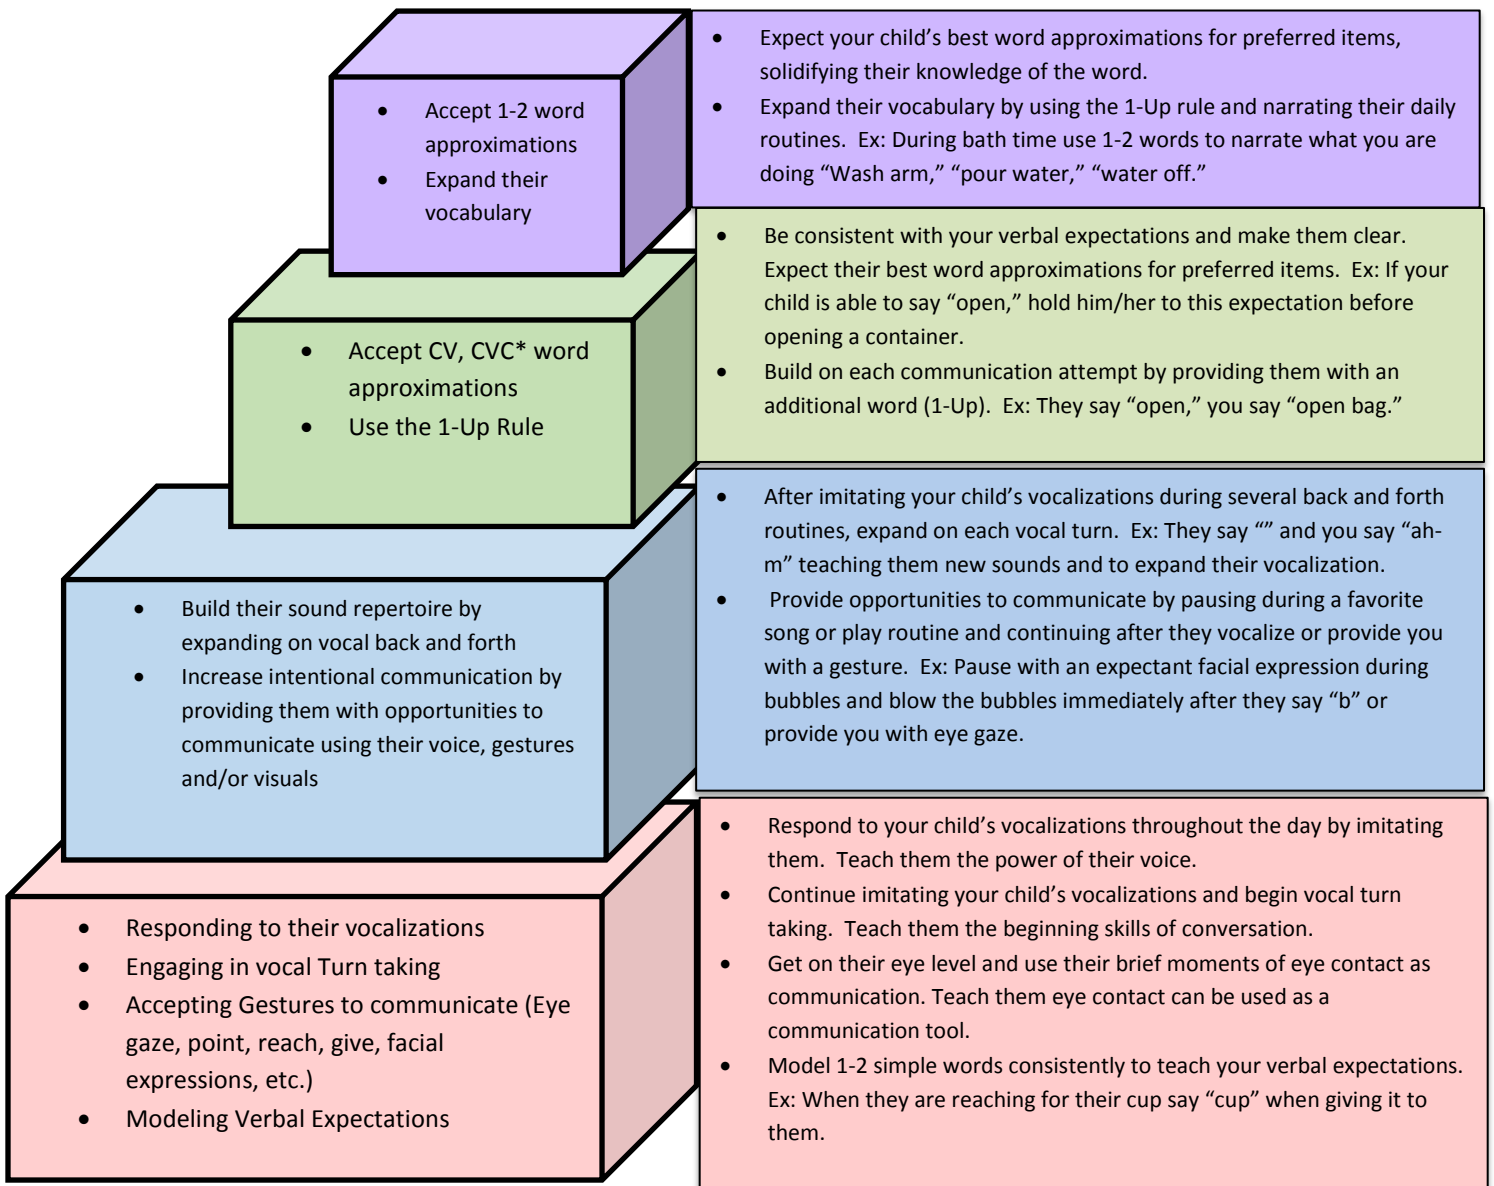 • Accept 1-2 word
approximations
• Expand their
vocabulary
• Expect your child’s best word approximations for preferred items,
solidifying their knowledge of the word.
• Expand their vocabulary by using the 1-Up rule and narrating their daily
routines.  Ex: During bath time use 1-2 words to narrate what you are
doing “Wash arm,” “pour water,” “water off.”
• Accept CV, CVC* word
approximations
• Use the 1-Up Rule
• Be consistent with your verbal expectations and make them clear.
Expect their best word approximations for preferred items.  Ex: If your
child is able to say “open,” hold him/her to this expectation before
opening a container.
• Build on each communication attempt by providing them with an
additional word (1-Up).  Ex: They say “open,” you say “open bag.”
• Build their sound repertoire by
expanding on vocal back and forth
• Increase intentional communication by
providing them with opportunities to
communicate using their voice, gestures
and/or visuals
• After imitating your child’s vocalizations during several back and forth
routines, expand on each vocal turn.  Ex: They say “” and you say “ah-
m” teaching them new sounds and to expand their vocalization.
• Provide opportunities to communicate by pausing during a favorite
song or play routine and continuing after they vocalize or provide you
with a gesture.  Ex: Pause with an expectant facial expression during
bubbles and blow the bubbles immediately after they say “b” or
provide you with eye gaze.
• Responding to their vocalizations
• Engaging in vocal Turn taking
• Accepting Gestures to communicate (Eye
gaze, point, reach, give, facial
expressions, etc.)
• Modeling Verbal Expectations
• Respond to your child’s vocalizations throughout the day by imitating
them.  Teach them the power of their voice.
• Continue imitating your child’s vocalizations and begin vocal turn
taking.  Teach them the beginning skills of conversation.
• Get on their eye level and use their brief moments of eye contact as
communication. Teach them eye contact can be used as a
communication tool.
• Model 1-2 simple words consistently to teach your verbal expectations.
Ex: When they are reaching for their cup say “cup” when giving it to
them.